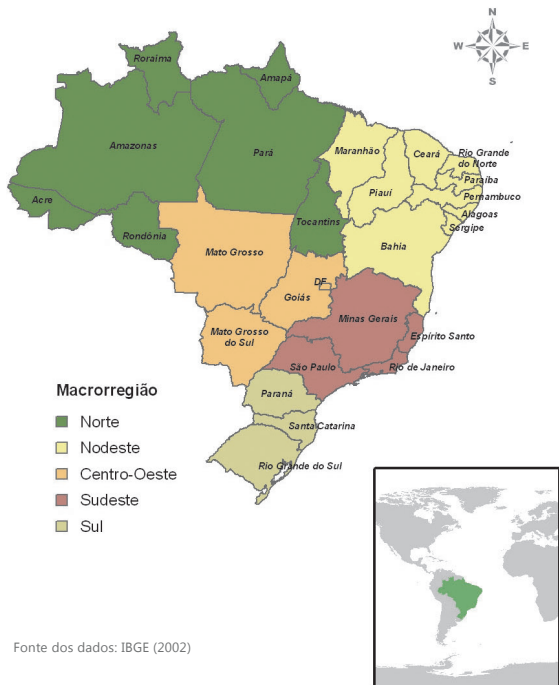 N
W
E
S
Roraima
Amapá
Amazonas
Pará
Maranhão
Ceará
Rio Grande
do Norte
Paraíba
Piauí
Pernambuco
Acre
Alagoas
Sergipe
Tocantins
Rondônia
Bahia
Mato Grosso
DF
Goiás
Minas Gerais
Mato Grosso
do Sul
Espírito Santo
São Paulo
Rio de Janeiro
Paraná
Santa Catarina
Rio Grande do Sul
Macrorregião
Norte
Nodeste
Centro-Oeste
Sudeste
Sul
Fonte dos dados: IBGE (2002)